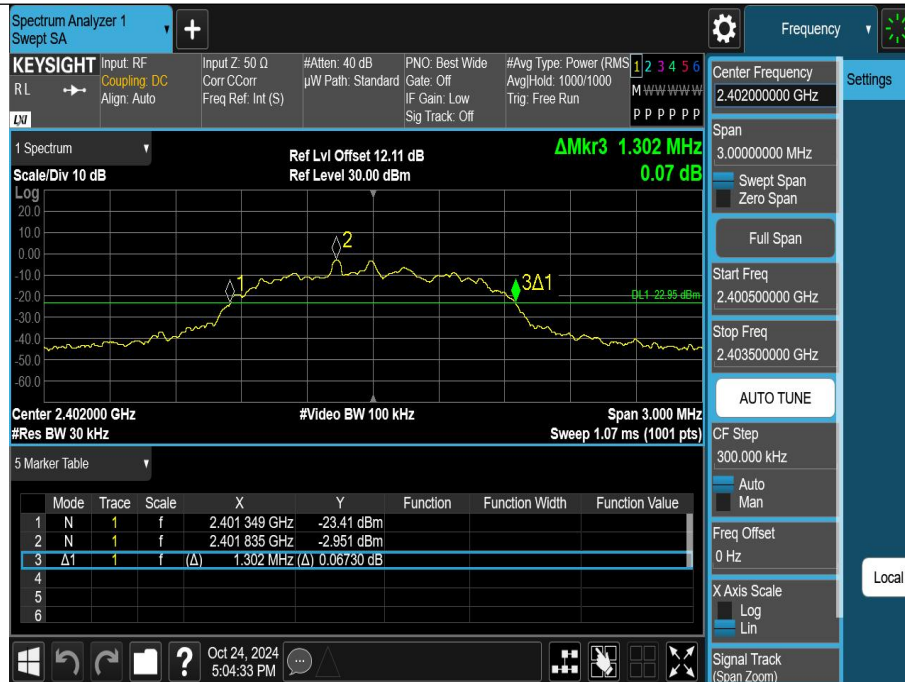 Spectrum Analyzer 1
Swept SA
Frequency
KEYSIGHT
RL
LXI
Input: RF
Coupling: DC
Align: Auto
Input Z: 50 Ω
Corr CCorr
Freq Ref: Int (S)
#Atten: 40 dB
µW Path: Standard
PNO: Best Wide
Gate: Off
IF Gain: Low
Sig Track: Off
#Avg Type: Power (RMS
Avg|Hold: 1000/1000
Trig: Free Run
1 2 3 4 5 6
M W W W W W
P P P P P P
1 Spectrum
Scale/Div 10 dB
Ref Lvl Offset 12.11 dB
Ref Level 30.00 dBm
ΔMkr3 1.302 MHz
0.07 dB
Log
20.0
10.0
0.00
-10.0
-20.0
-30.0
-40.0
-50.0
-60.0
1
2
3Δ1
DL1 -22.95 dBm
Center 2.402000 GHz
#Video BW 100 kHz
Span 3.000 MHz
#Res BW 30 kHz
Sweep 1.07 ms (1001 pts)
5 Marker Table
Mode Trace Scale X Y Function Function Width Function Value
1 N 1 f 2.401 349 GHz -23.41 dBm
2 N 1 f 2.401 835 GHz -2.951 dBm
3 Δ1 1 f (Δ) 1.302 MHz (Δ) 0.06730 dB
4
5
6
Oct 24, 2024
5:04:33 PM
Center Frequency
2.402000000 GHz
Span
3.00000000 MHz
Swept Span
Zero Span
Full Span
Start Freq
2.400500000 GHz
Stop Freq
2.403500000 GHz
AUTO TUNE
CF Step
300.000 kHz
Auto
Man
Freq Offset
0 Hz
X Axis Scale
Log
Lin
Signal Track
(Span Zoom)
Settings
Local